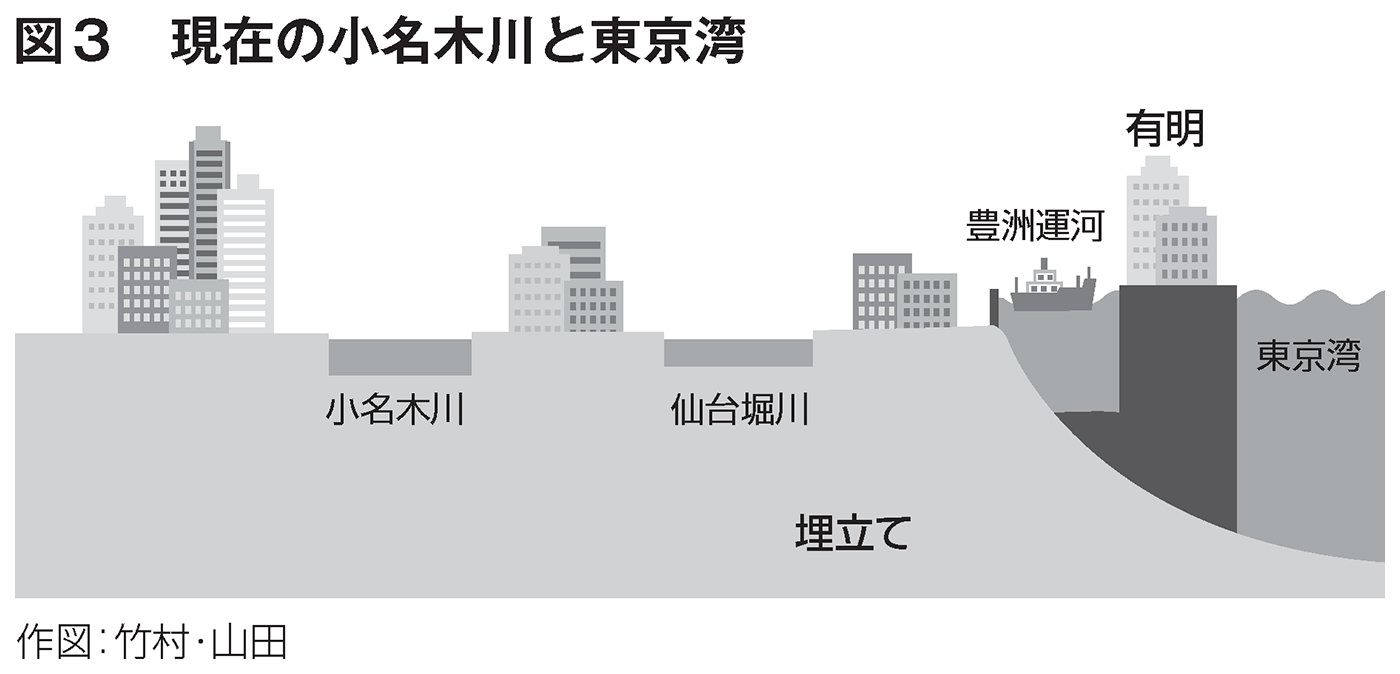 図3　現在の小名木川と東京湾
有明
豊洲運河
東京湾
小名木川
仙台堀川
埋立て
作図：竹村・山田